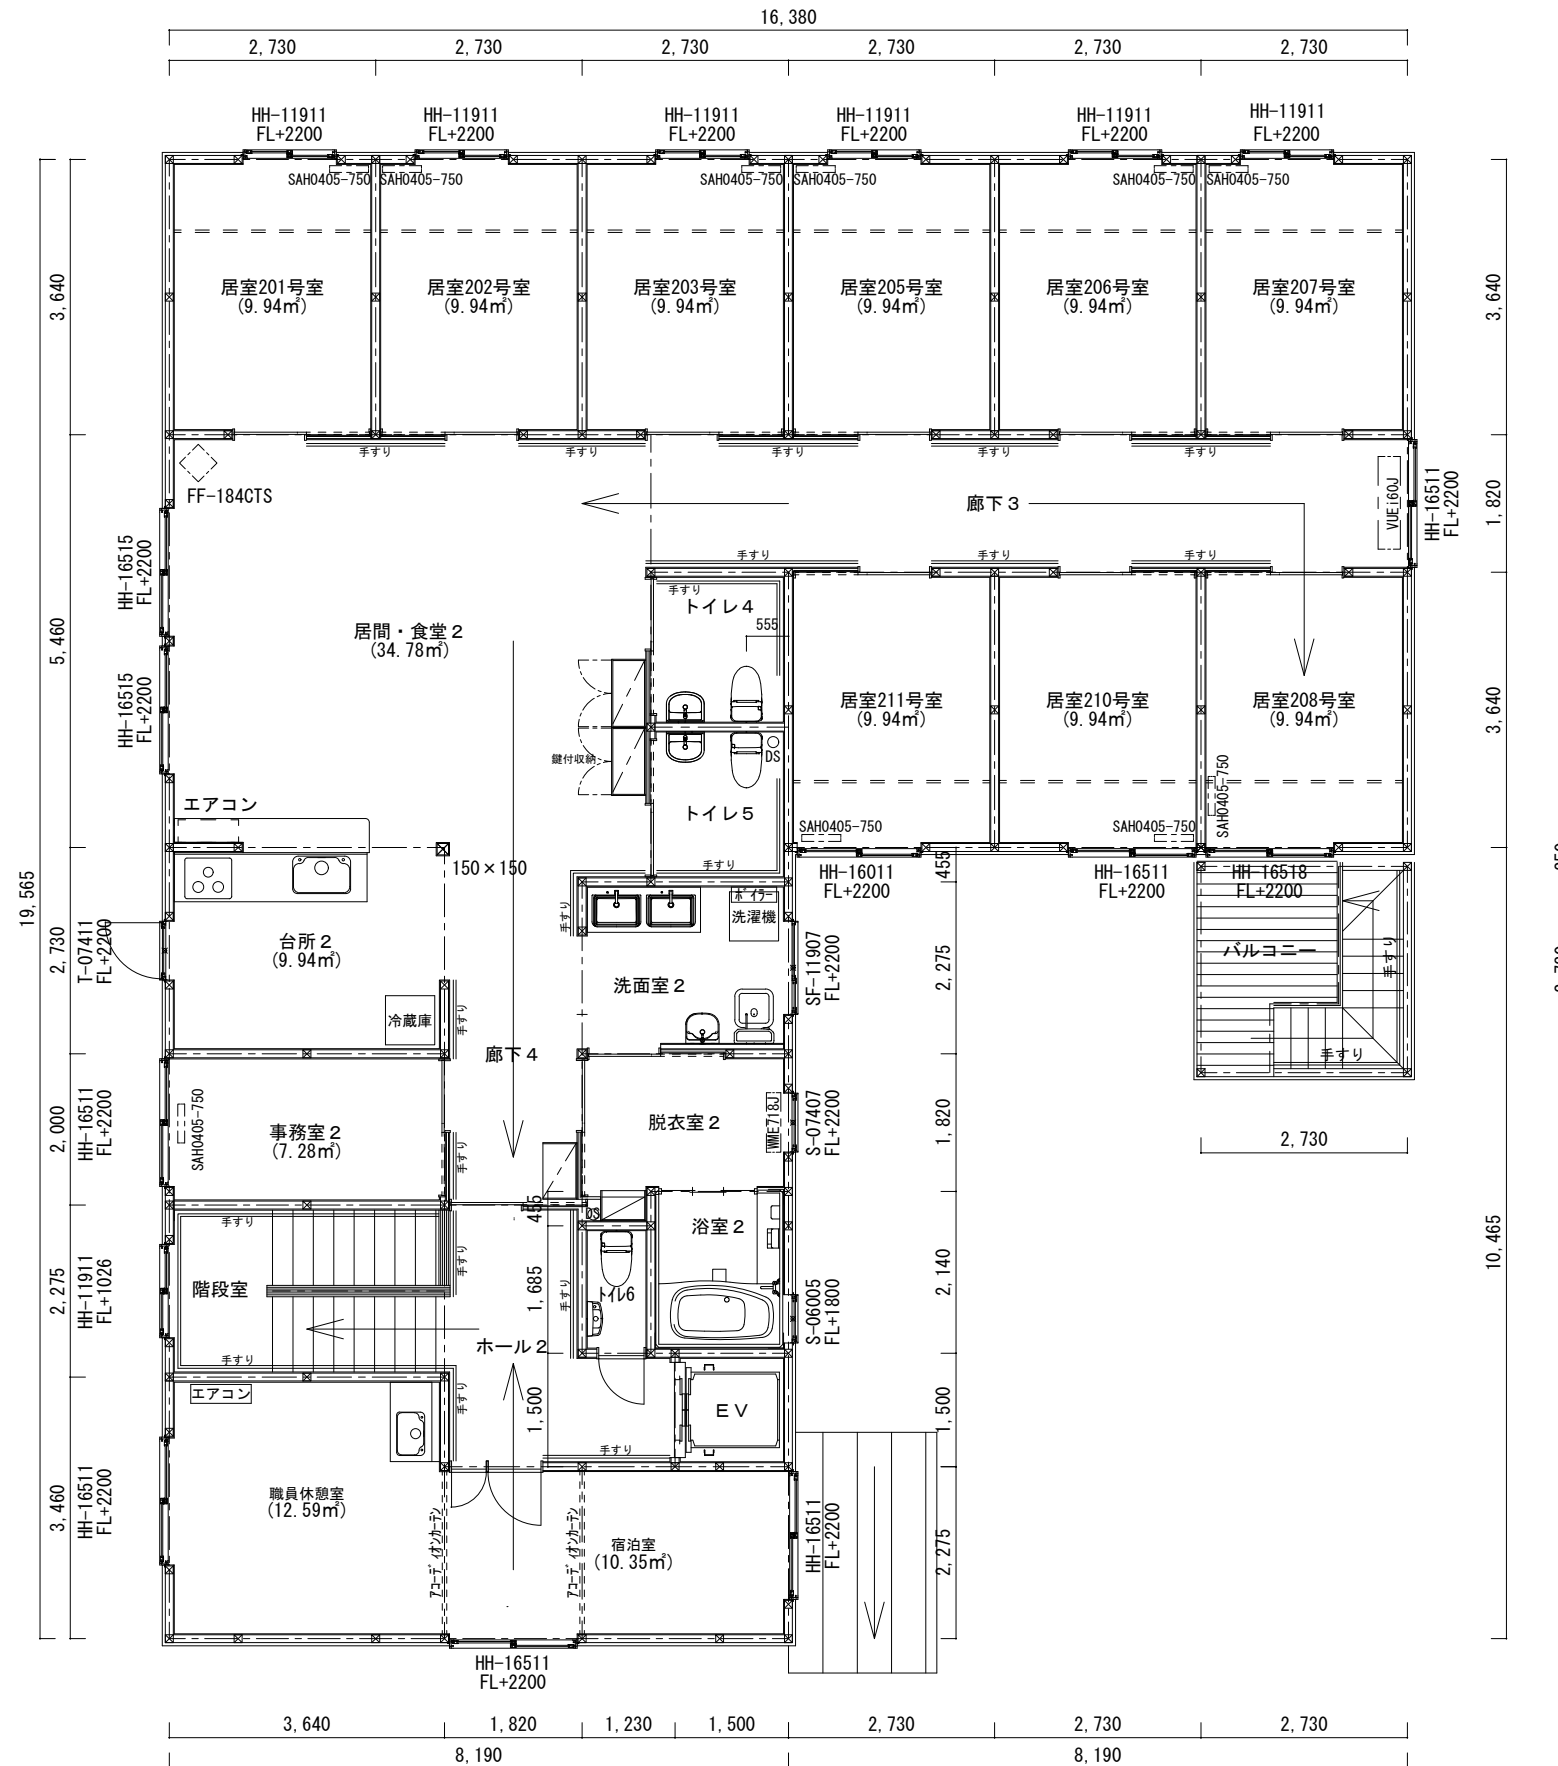 16,380
2,730
2,730
2,730
2,730
2,730
2,730
HH-11911
FL+2200
HH-11911
FL+2200
HH-11911
FL+2200
HH-11911
FL+2200
HH-11911
FL+2200
HH-11911
FL+2200
SAH0405-750
SAH0405-750
SAH0405-750
SAH0405-750
SAH0405-750
SAH0405-750
居室201号室
(9.94㎡)
居室202号室
(9.94㎡)
居室203号室
(9.94㎡)
居室205号室
(9.94㎡)
居室206号室
(9.94㎡)
居室207号室
(9.94㎡)
3,640
3,640
手すり
手すり
手すり
手すり
手すり
FF-184CTS
廊下3
VUEi60J
HH-16511
FL+2200
1,820
手すり
手すり
手すり
HH-16515
FL+2200
HH-16515
FL+2200
5,460
19,565
居間・食堂2
(34.78㎡)
手すり
トイレ4
555
鍵付収納
DS
トイレ5
手すり
居室211号室
(9.94㎡)
居室210号室
(9.94㎡)
居室208号室
(9.94㎡)
3,640
SAH0405-750
SAH0405-750
SAH0405-750
エアコン
150×150
HH-16011
FL+2200
455
HH-16511
FL+2200
HH-16518
FL+2200
台所2
(9.94㎡)
冷蔵庫
T-07411
FL+2200
2,730
手すり
手すり
ボイラー
洗濯機
洗面室2
SF-11907
FL+2200
2,275
バルコニー
手すり
手すり
2,730
廊下4
事務室2
(7.28㎡)
SAH0405-750
HH-16511
FL+2200
2,000
手すり
脱衣室2
WME718J
S-07407
FL+2200
1,820
455
DS
浴室2
手すり
階段室
手すり
手すり
手すり
HH-11911
FL+1026
2,275
1,685
トイレ6
ホール2
S-06005
FL+1800
2,140
10,465
エアコン
手すり
1,500
手すり
EV
1,500
職員休憩室
(12.59㎡)
HH-16511
FL+2200
3,460
アコーディオンカーテン
アコーディオンカーテン
宿泊室
(10.35㎡)
HH-16511
FL+2200
2,275
HH-16511
FL+2200
3,640
1,820
1,230
1,500
2,730
2,730
2,730
8,190
8,190